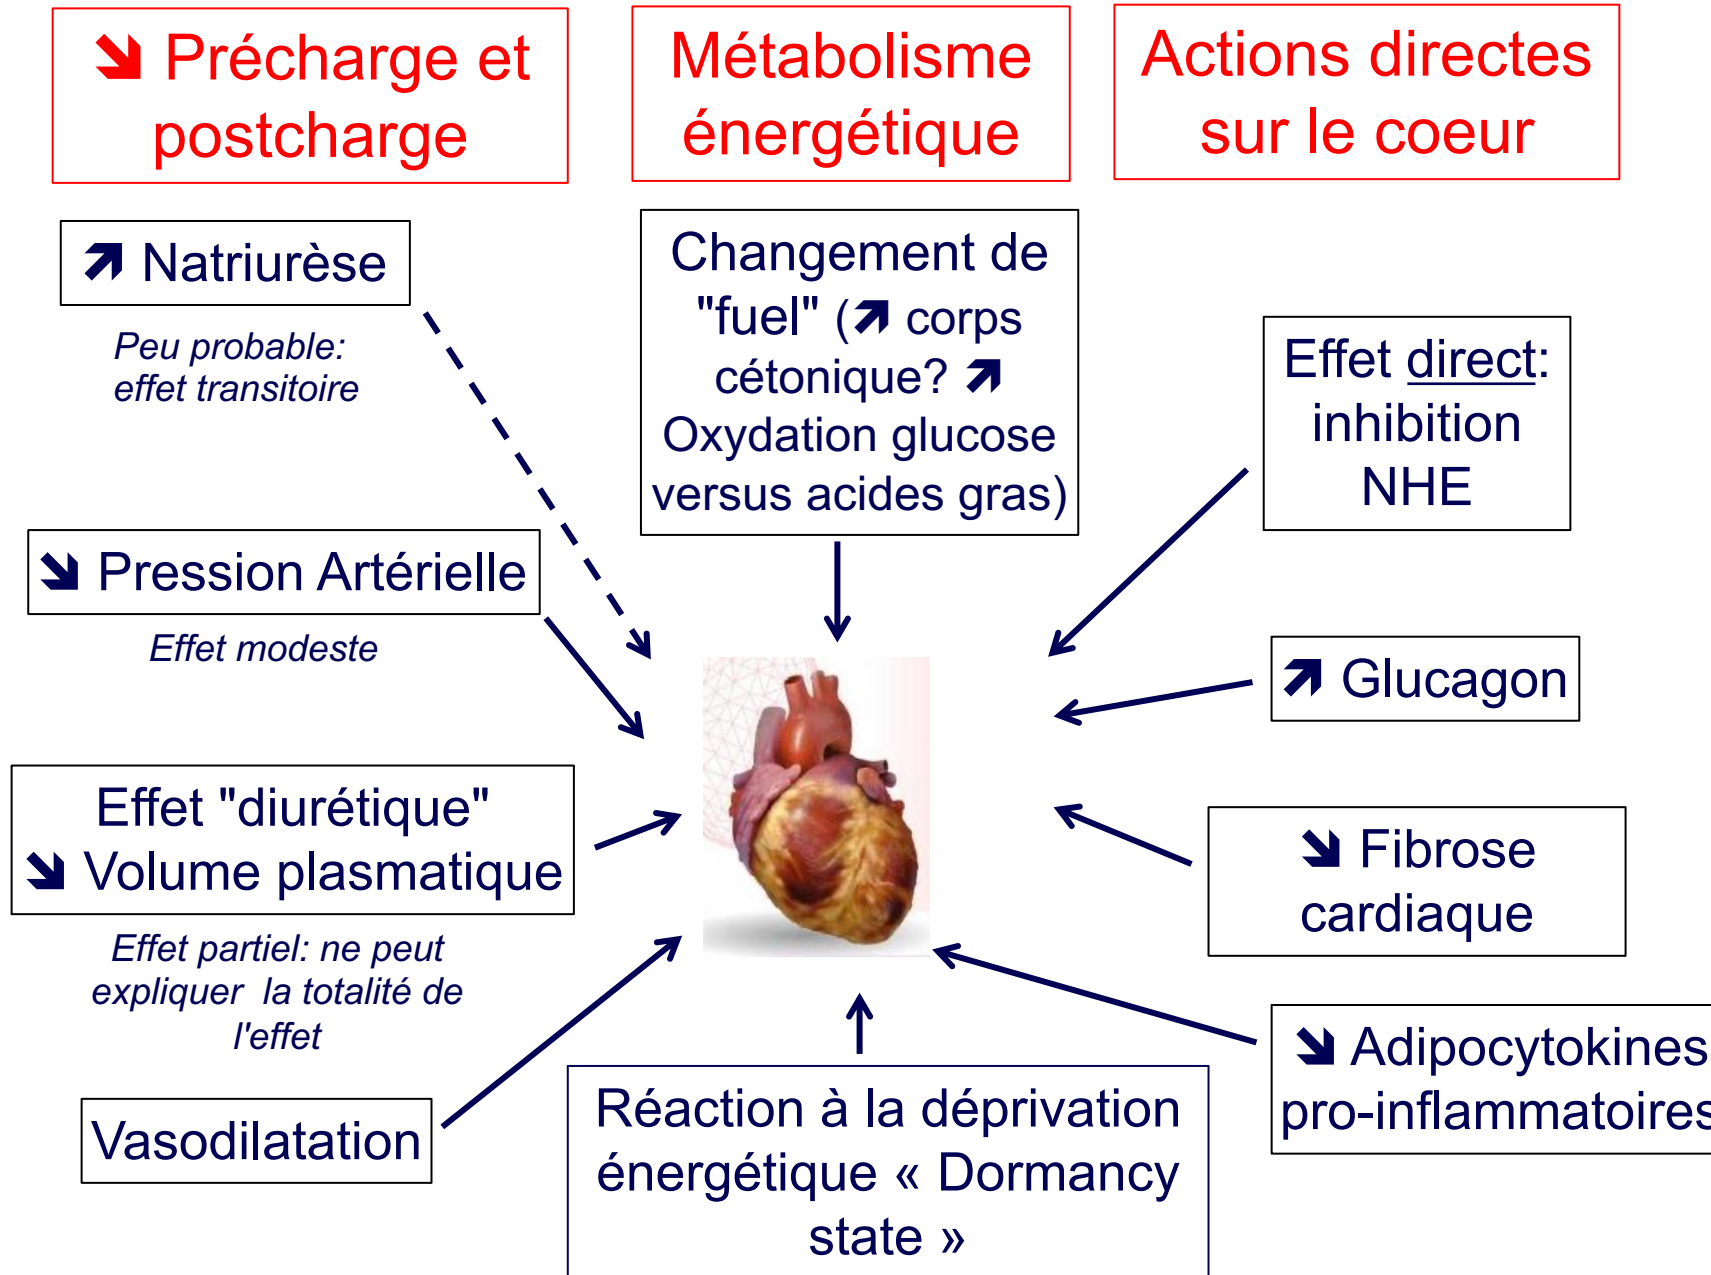 ↘ Précharge et
postcharge
Métabolisme
énergétique
Actions directes
sur le coeur
↗ Natriurèse
Peu probable:
effet transitoire
↘ Pression Artérielle
Effet modeste
Effet "diurétique"
↘ Volume plasmatique
Effet partiel: ne peut
expliquer la totalité de
l'effet
Vasodilatation
Changement de
"fuel" (↗ corps
cétonique? ↗
Oxydation glucose
versus acides gras)
Réaction à la déprivation
énergétique « Dormancy
state »
Effet direct:
inhibition
NHE
↗ Glucagon
↘ Fibrose
cardiaque
↘ Adipocytokines
pro-inflammatoires